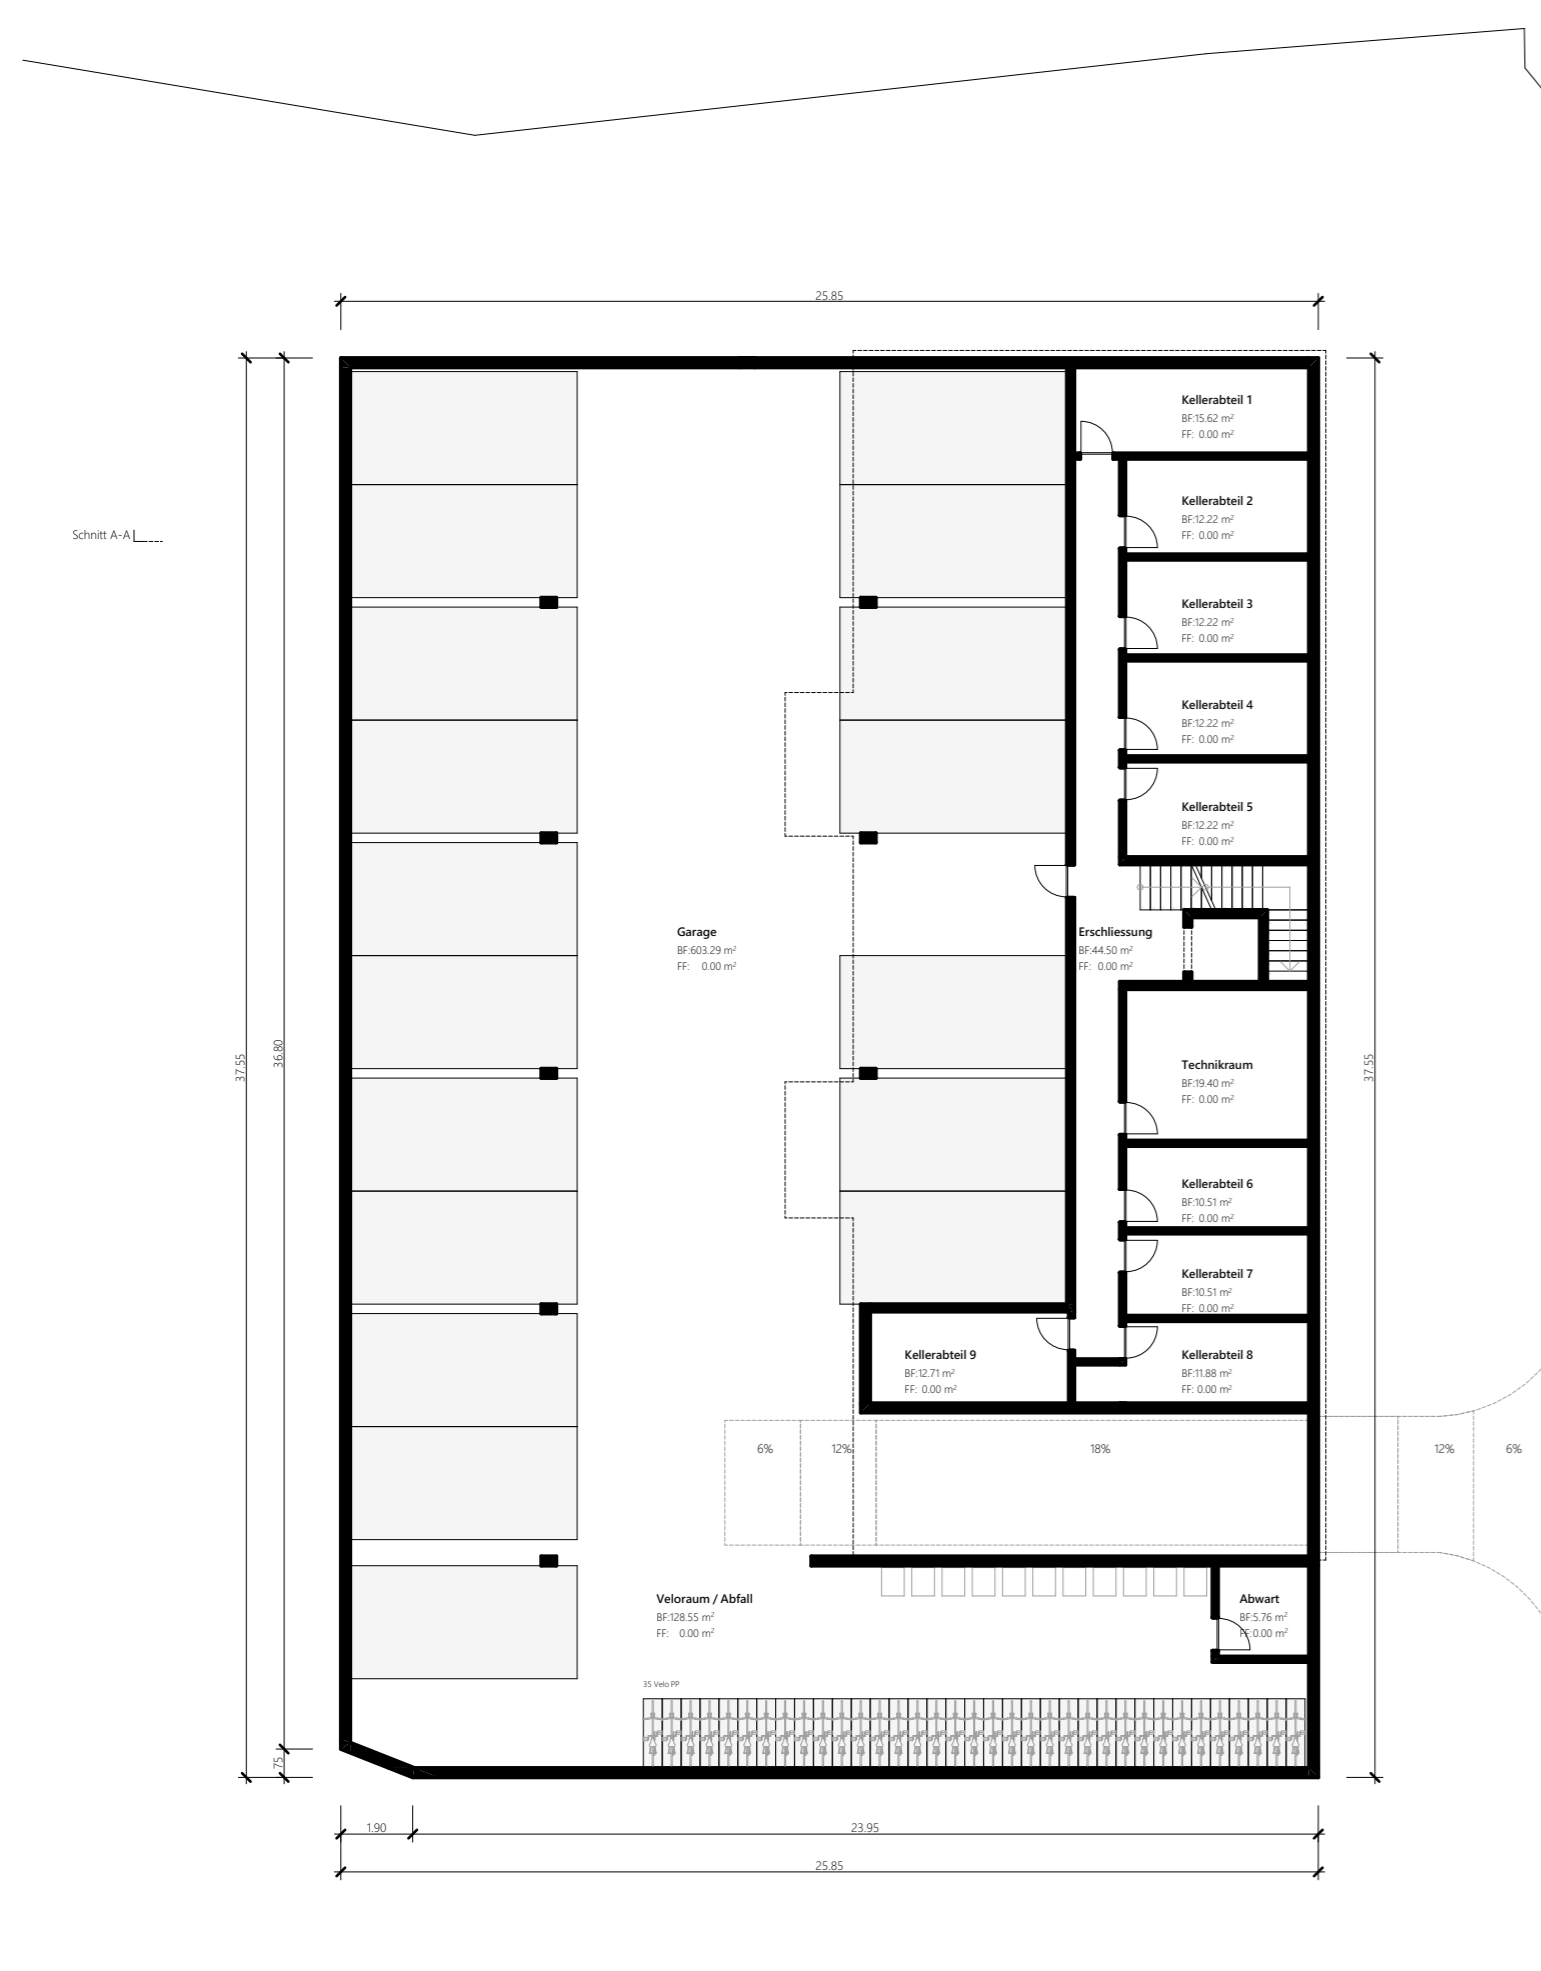 25.85
Kellerabteil 1
BF:15.62 m²
FF: 0.00 m²
Schnitt A-A
Kellerabteil 2
BF:12.22 m²
FF: 0.00 m²
Kellerabteil 3
BF:12.22 m²
FF: 0.00 m²
Kellerabteil 4
BF:12.22 m²
FF: 0.00 m²
Kellerabteil 5
BF:12.22 m²
FF: 0.00 m²
Garage
BF:603.29 m²
FF: 0.00 m²
Erschliessung
BF:44.50 m²
FF: 0.00 m²
37.55
36.80
37.55
Technikraum
BF:19.40 m²
FF: 0.00 m²
Kellerabteil 6
BF:10.51 m²
FF: 0.00 m²
Kellerabteil 7
BF:10.51 m²
FF: 0.00 m²
Kellerabteil 9
BF:12.71 m²
FF: 0.00 m²
Kellerabteil 8
BF:11.88 m²
FF: 0.00 m²
6%
12%
18%
12%
6%
Veloraum / Abfall
BF:128.55 m²
FF: 0.00 m²
Abwart
BF:5.76 m²
FF:0.00 m²
35 Velo PP
75
1.90
23.95
25.85